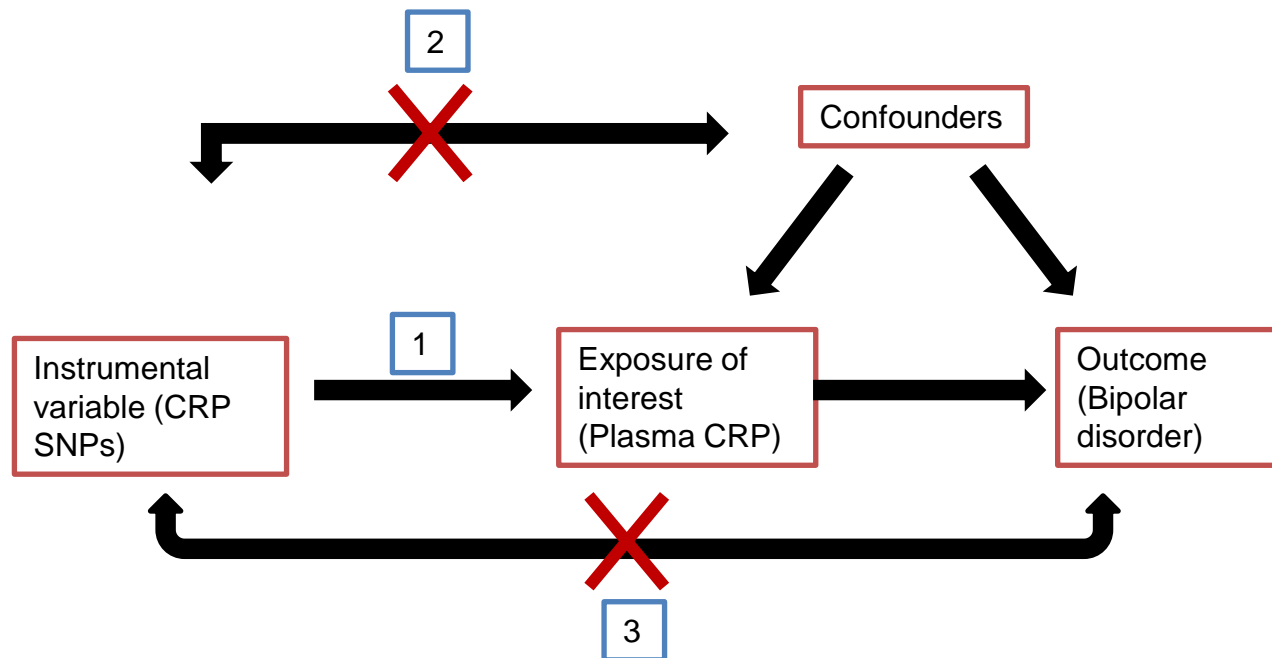 2
Confounders
1
Instrumental
variable (CRP
SNPs)
Exposure of
interest
(Plasma CRP)
Outcome
(Bipolar
disorder)
3